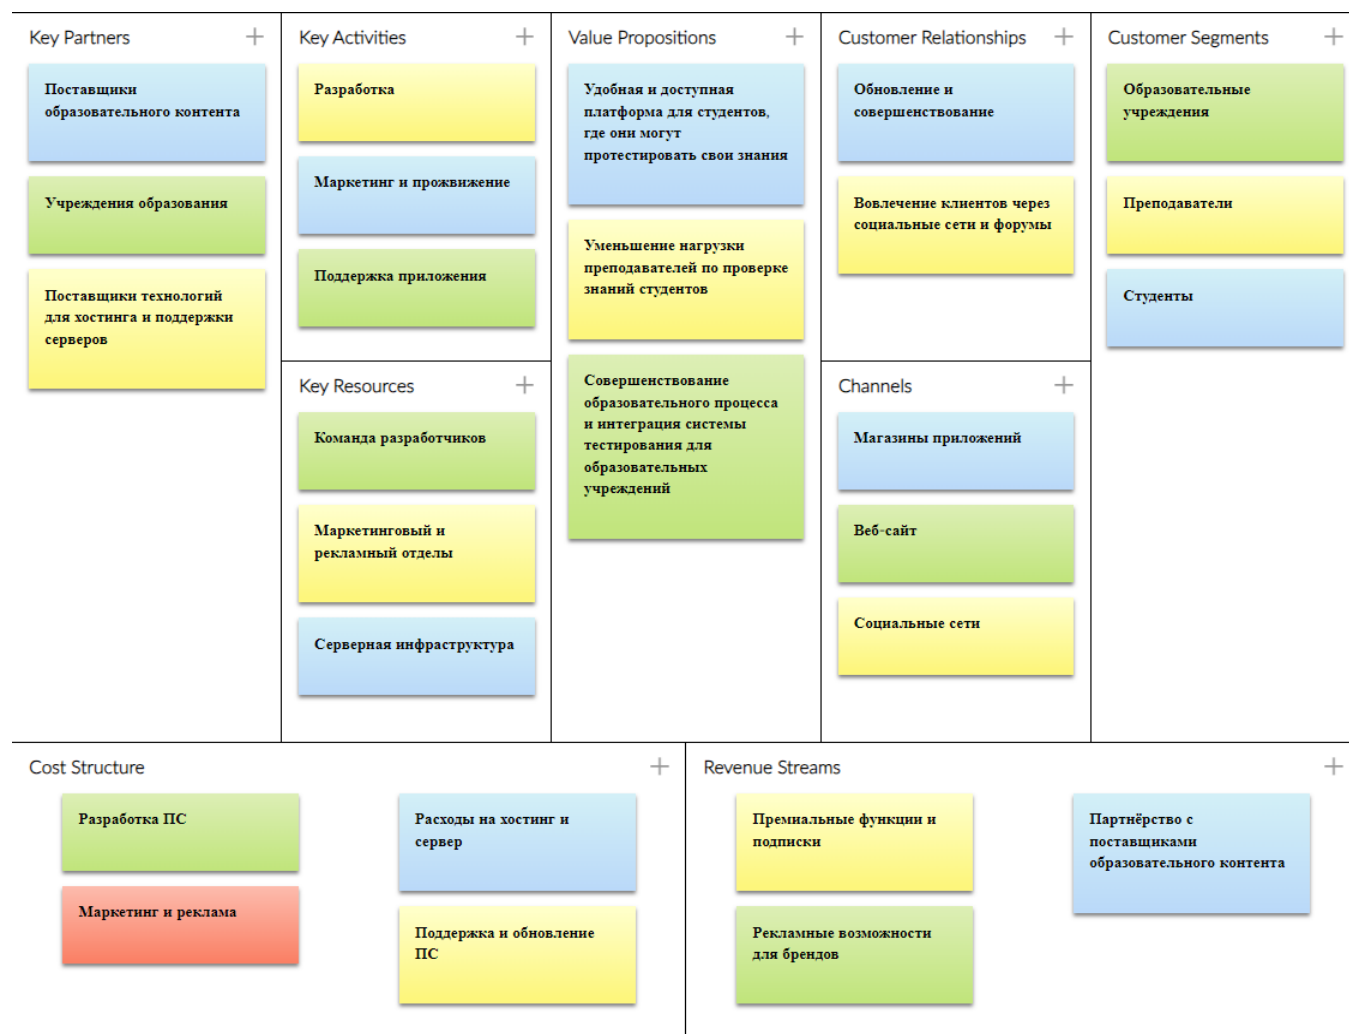 Key Partners
Поставщики
образовательного контента
Учреждения образования
Поставщики технологий
для хостинга и поддержки
серверов
Key Activities
Разработка
Маркетинг и прожвижение
Поддержка приложения
Key Resources
Команда разработчиков
Маркетинговый и
рекламный отделы
Серверная инфраструктура
Value Propositions
Удобная и доступная
платформа для студентов,
где они могут
протестировать свои знания
Уменьшение нагрузки
преподавателей по проверке
знаний студентов
Совершенствование
образовательного процесса
и интеграция системы
тестирования для
образовательных
учреждений
Customer Relationships
Обновление и
совершенствование
Вовлечение клиентов через
социальные сети и форумы
Channels
Магазины приложений
Веб-сайт
Социальные сети
Customer Segments
Образовательные
учреждения
Преподаватели
Студенты
Cost Structure
Разработка ПС
Маркетинг и реклама
Расходы на хостинг и
сервер
Поддержка и обновление
ПС
Revenue Streams
Премиальные функции и
подписки
Рекламные возможности
для брендов
Партнёрство с
поставщиками
образовательного контента